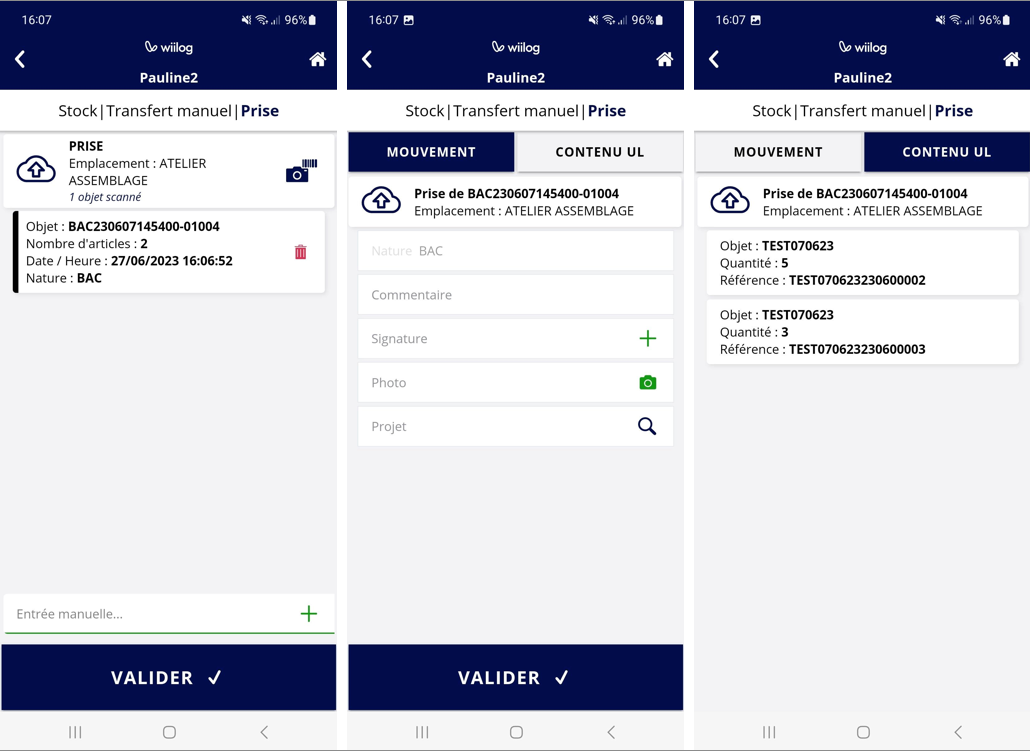 16:07 96%
wiilog
Pauline2
Stock|Transfert manuel|Prise
PRISE
Emplacement : ATELIER
ASSEMBLAGE
1 objet scanné
Objet : BAC230607145400-01004
Nombre d'articles : 2
Date / Heure : 27/06/2023 16:06:52
Nature : BAC
Entrée manuelle...
VALIDER
16:07 96%
wiilog
Pauline2
Stock|Transfert manuel|Prise
MOUVEMENT CONTENU UL
Prise de BAC230607145400-01004
Emplacement : ATELIER ASSEMBLAGE
Nature BAC
Commentaire
Signature
Photo
Projet
VALIDER
16:07 96%
wiilog
Pauline2
Stock|Transfert manuel|Prise
MOUVEMENT CONTENU UL
Prise de BAC230607145400-01004
Emplacement : ATELIER ASSEMBLAGE
Objet : TEST070623
Quantité : 5
Référence : TEST070623230600002
Objet : TEST070623
Quantité : 3
Référence : TEST070623230600003